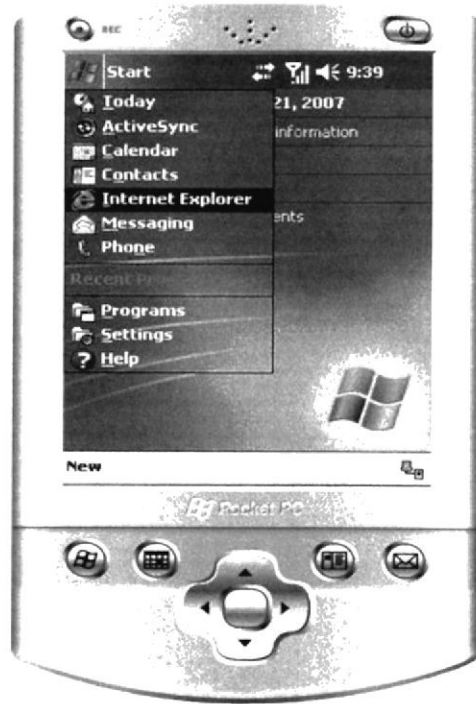 REC
Start 9:39
Today
21, 2007
ActiveSync
information
Calendar
Contacts
Internet Explorer
Messaging
ents
Phone
Recent
Programs
Settings
? Help
New
Pocket PC